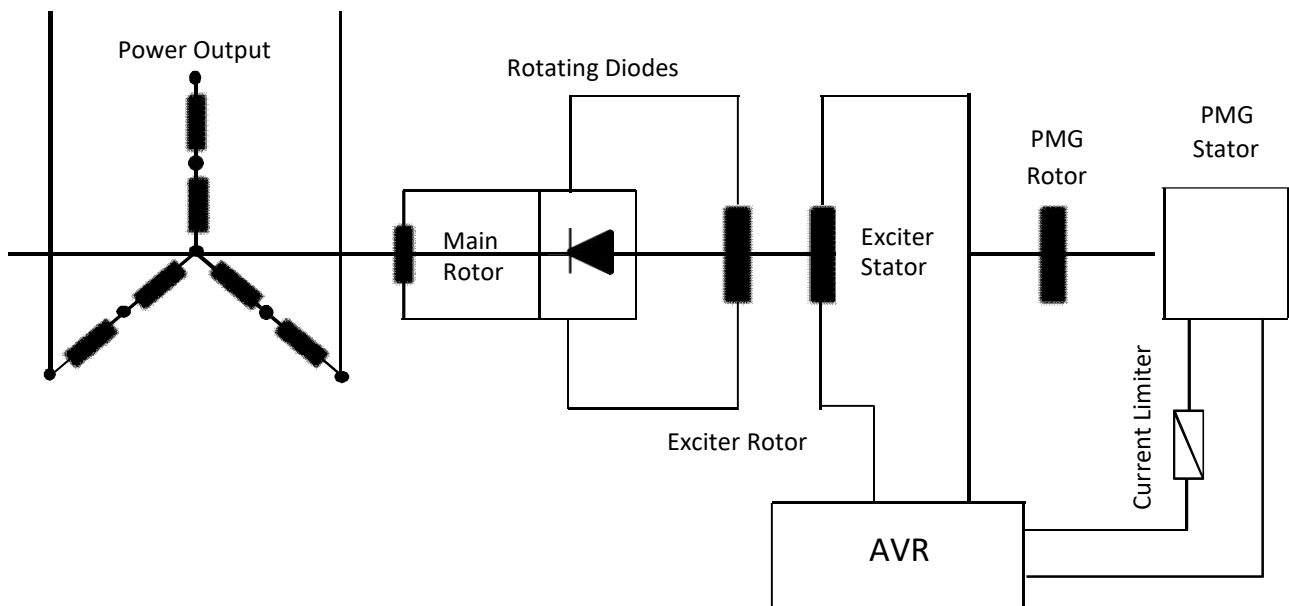 Power Output
Rotating Diodes
PMG
Rotor
PMG
Stator
Main
Rotor
Exciter
Stator
Exciter Rotor
Current Limiter
AVR